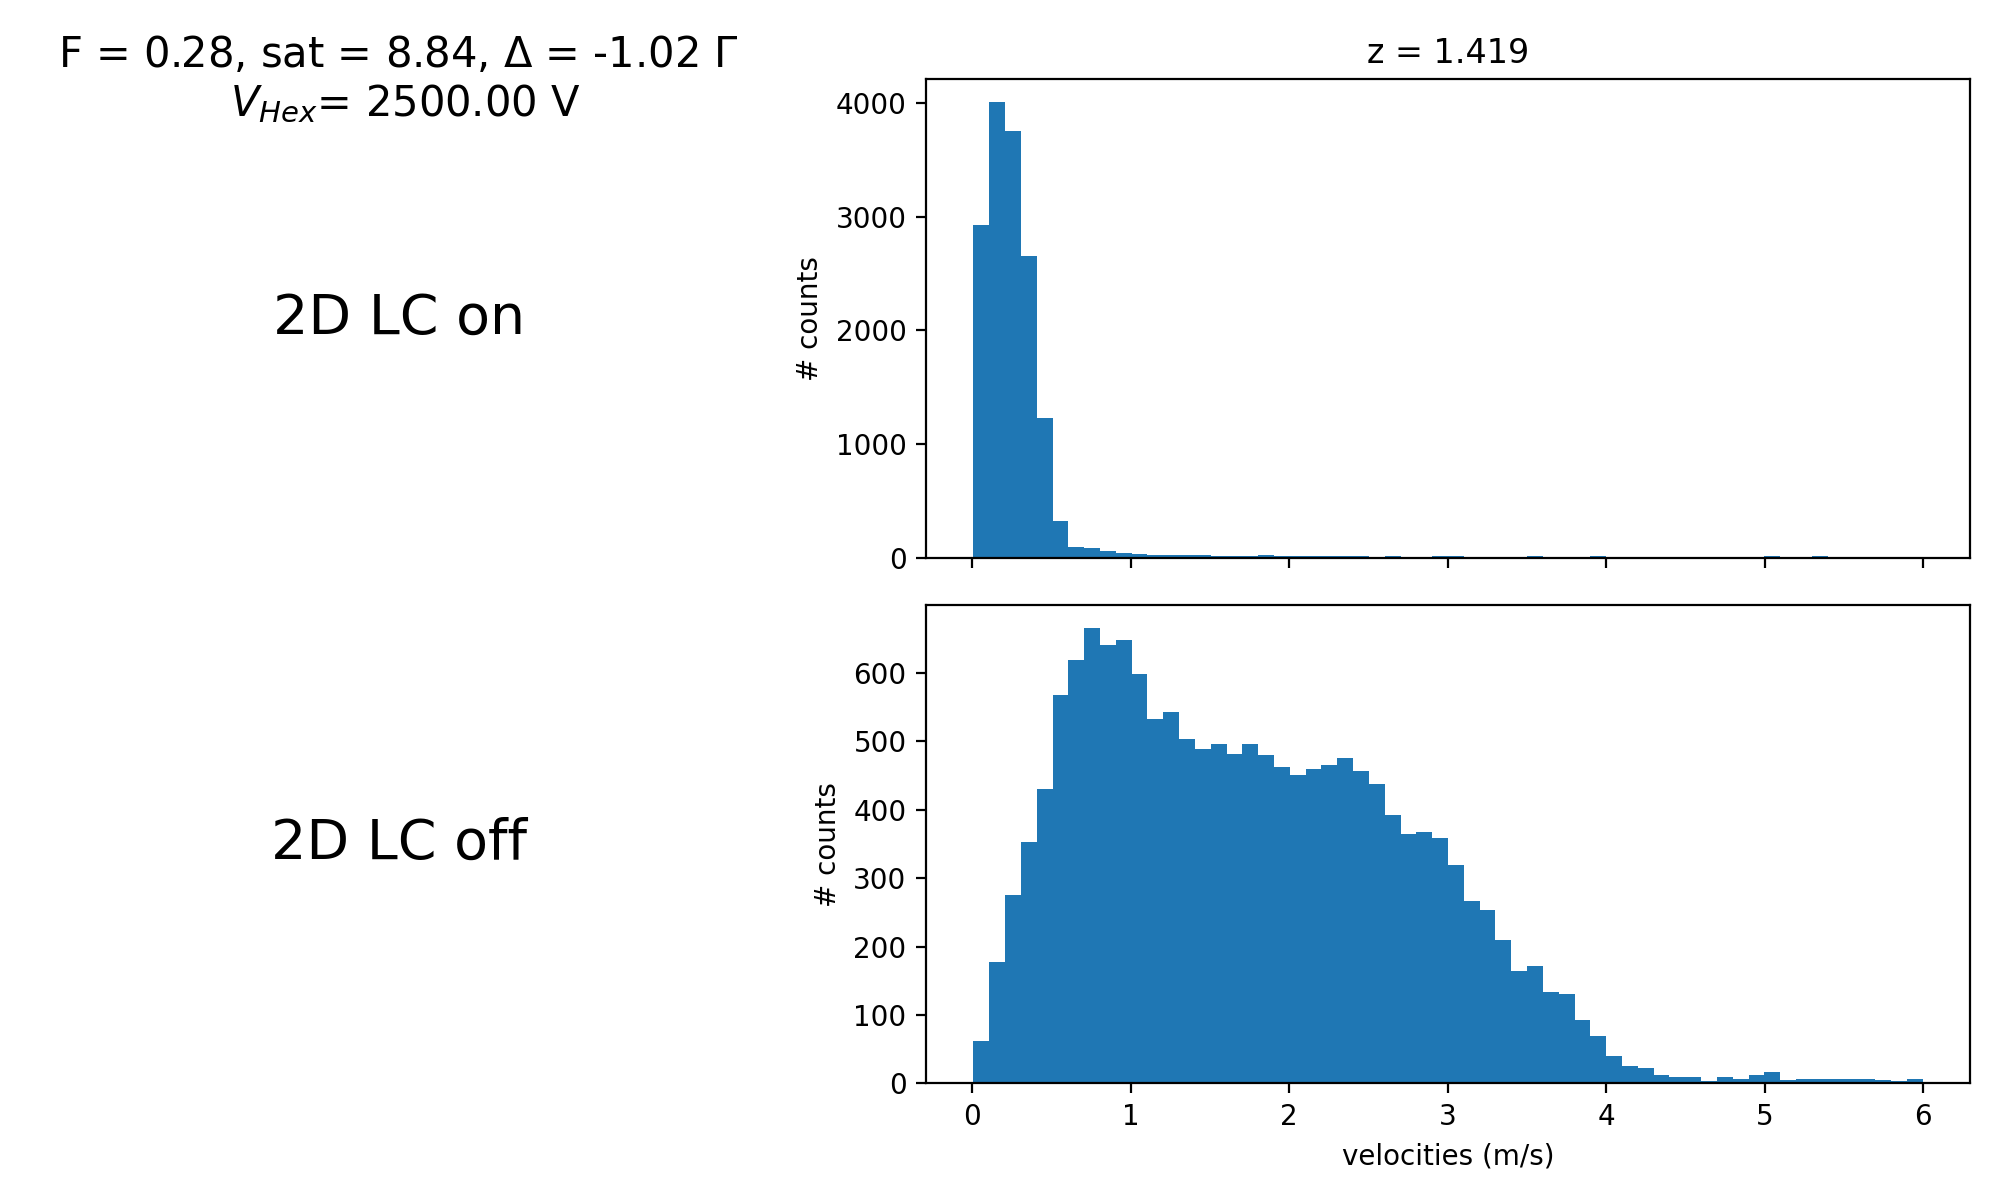 F = 0.28, sat = 8.84, Δ = -1.02 Γ
V_Hex= 2500.00 V
2D LC on
z = 1.419
4000
3000
2000
1000
0
# counts
2D LC off
600
500
400
300
200
100
0
# counts
0 1 2 3 4 5 6
velocities (m/s)